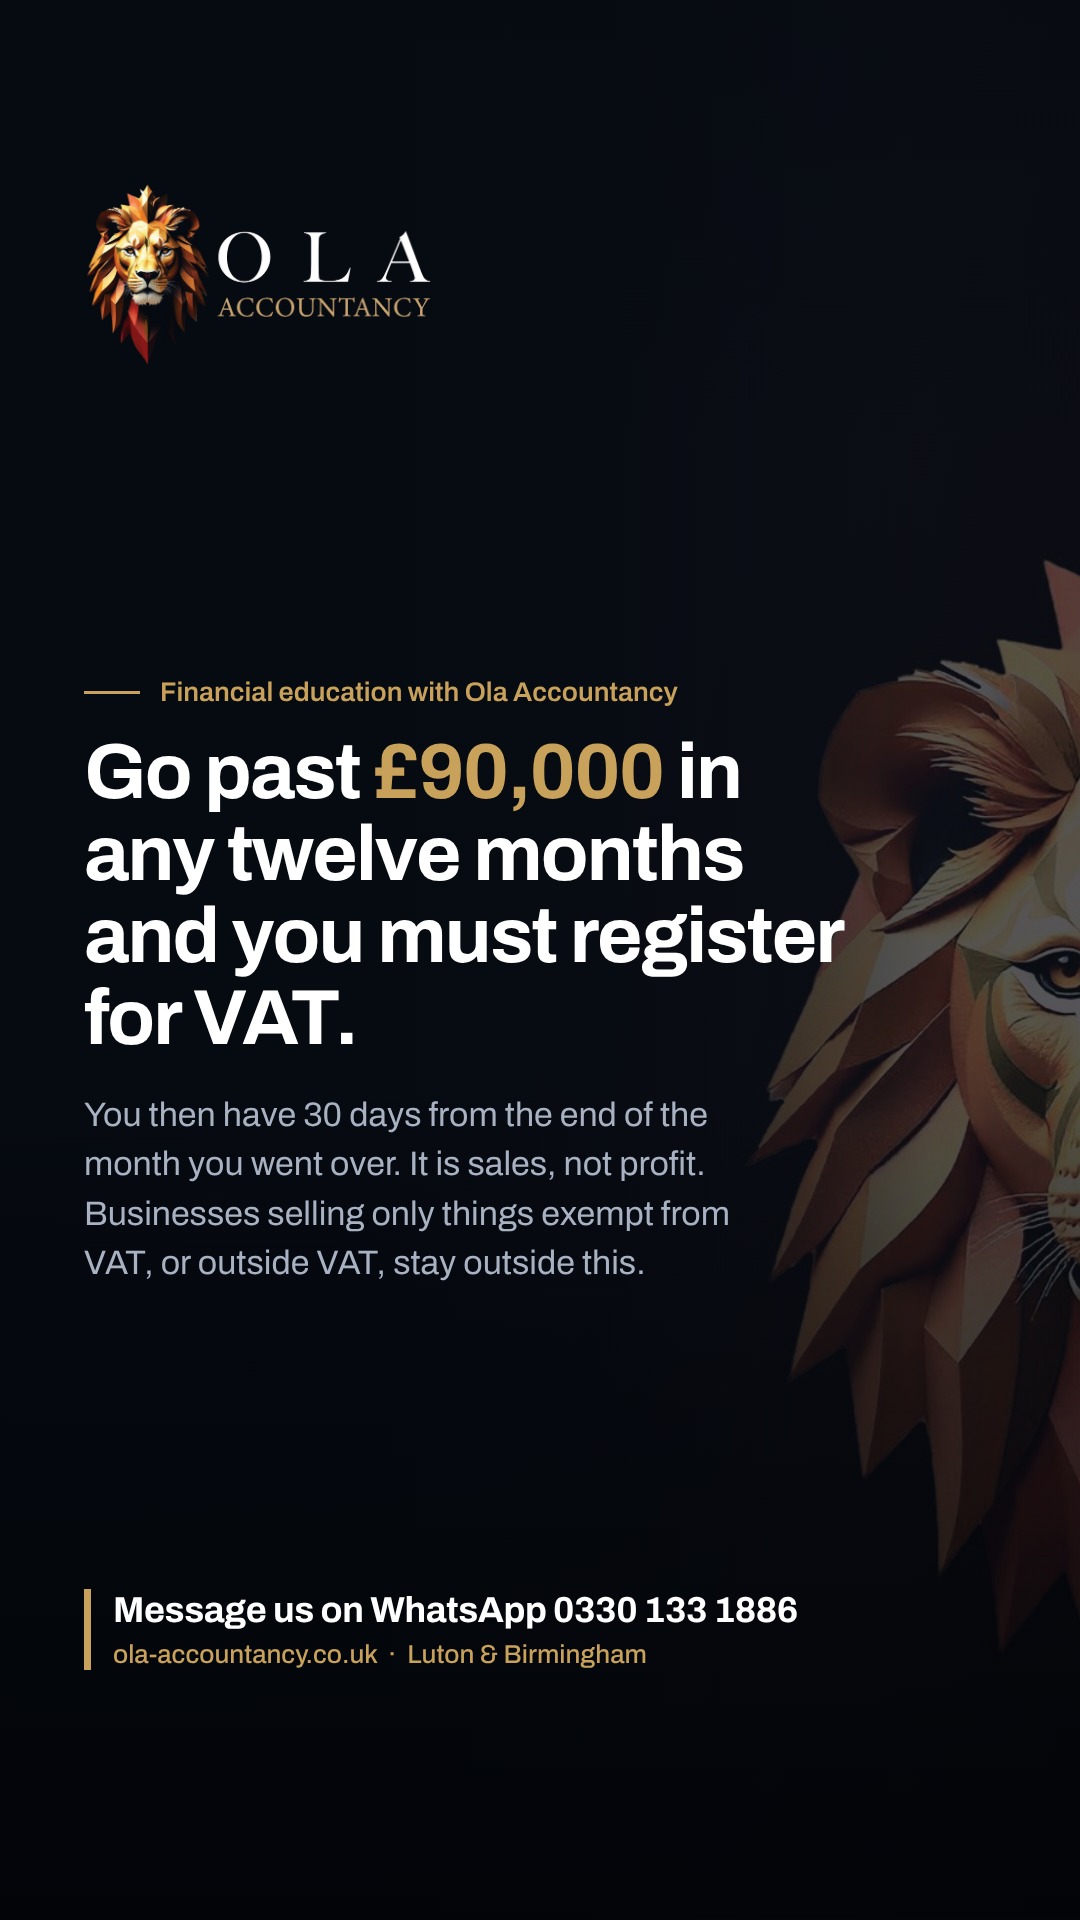 OLA
ACCOUNTANCY
Financial education with Ola Accountancy
Go past £90,000 in
any twelve months
and you must register
for VAT.
You then have 30 days from the end of the
month you went over. It is sales, not profit.
Businesses selling only things exempt from
VAT, or outside VAT, stay outside this.
Message us on WhatsApp 0330 133 1886
ola-accountancy.co.uk · Luton & Birmingham